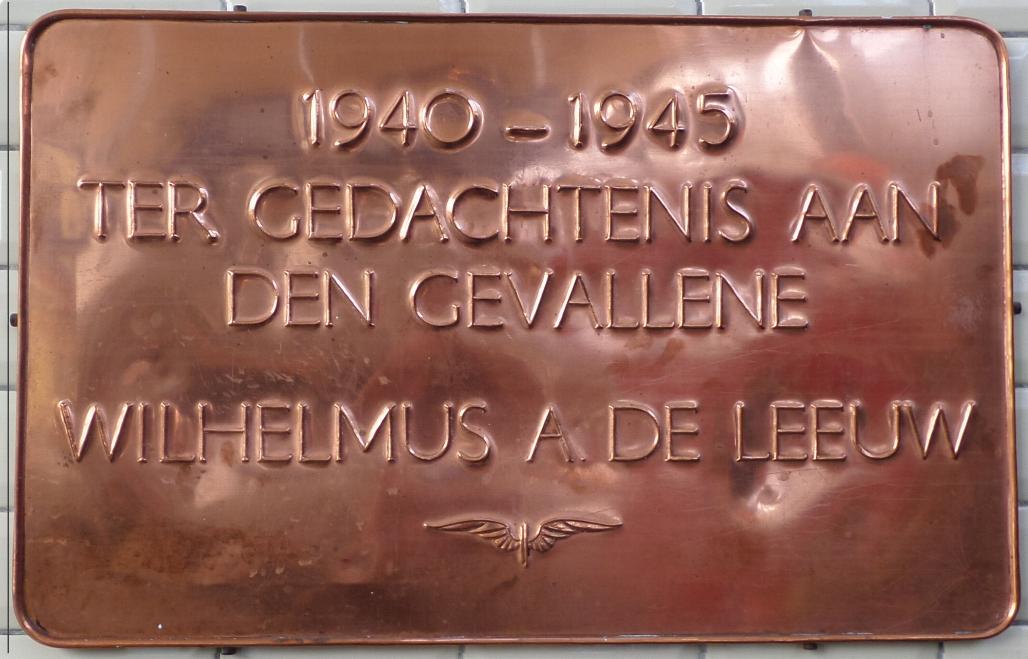 1940 – 1945
TER GEDACHTENIS AAN
DEN GEVALLENE
WILHELMUS A. DE LEEUW